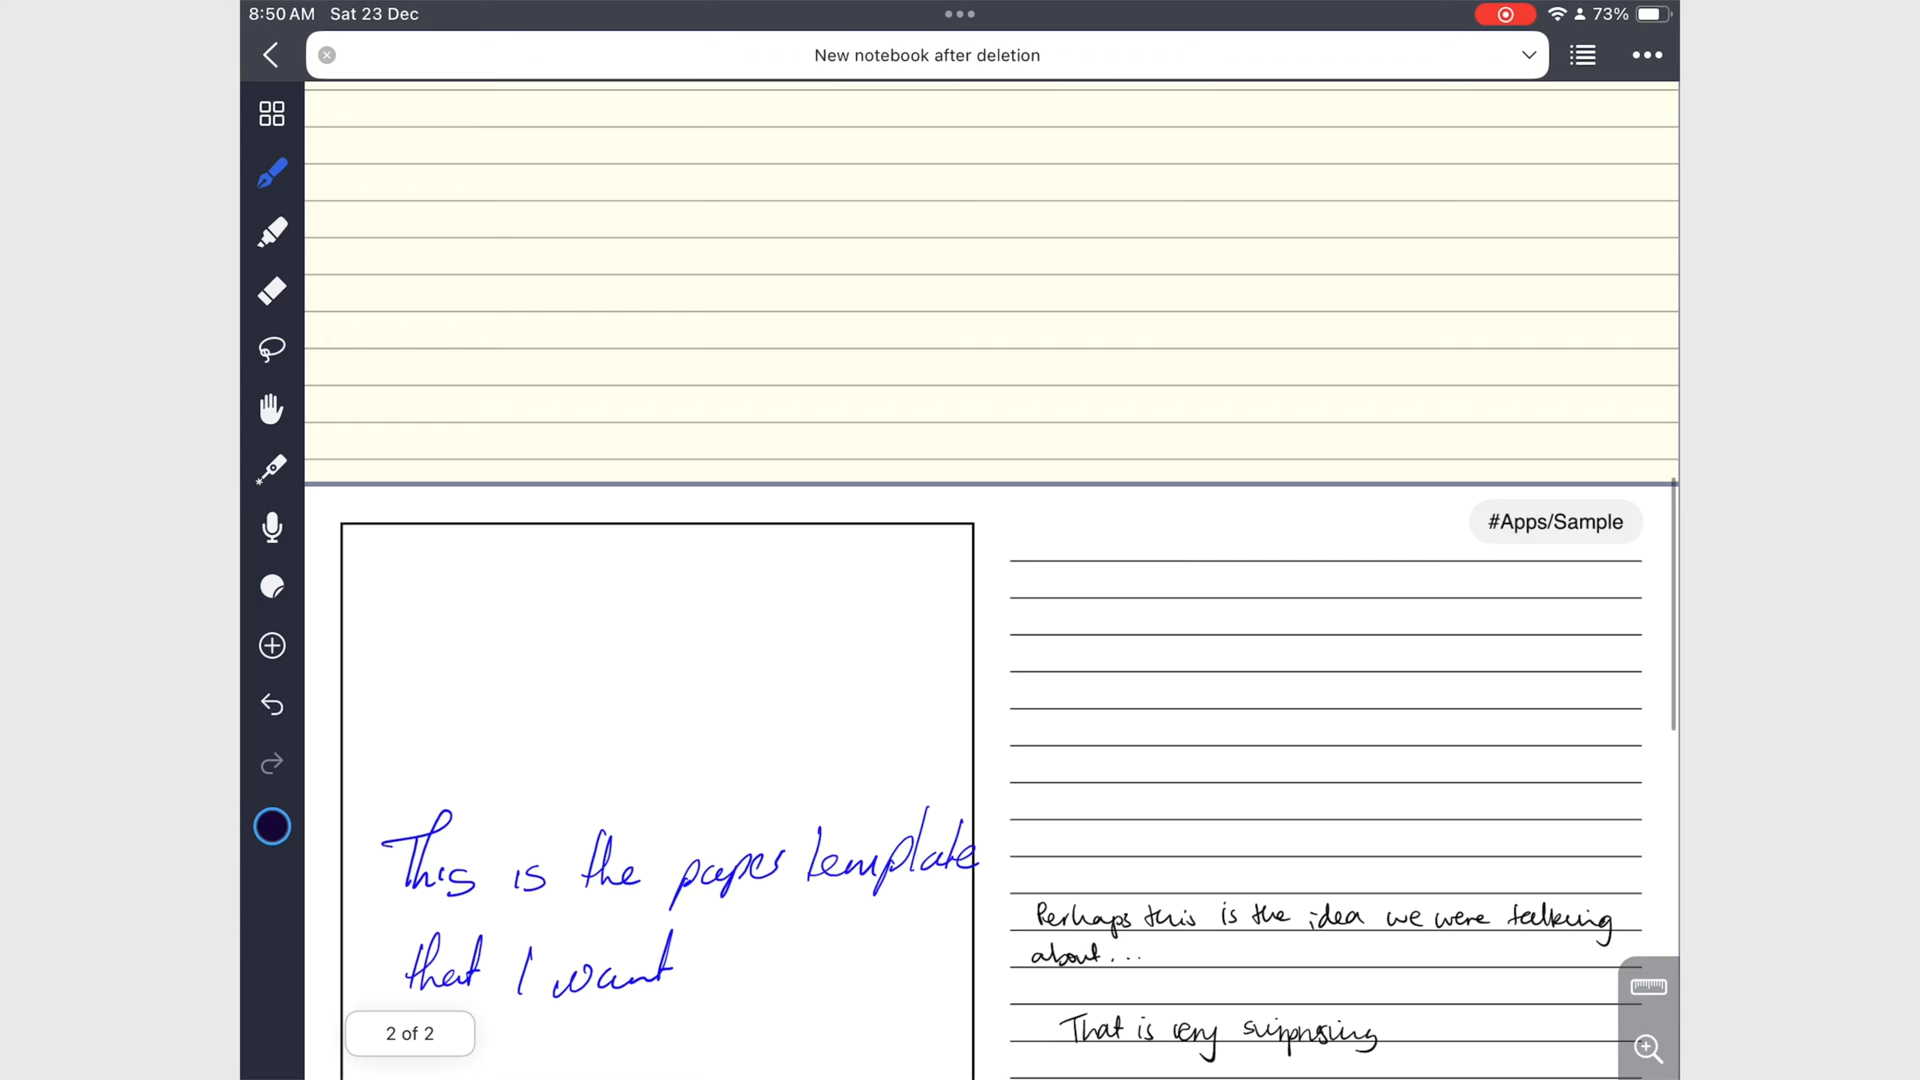 8:50 AM Sat 23 Dec
73%
New notebook after deletion
#Apps/Sample
This is the paper template
that I want
Perhaps this is the idea we were talking
about...
That is very surprising
2 of 2